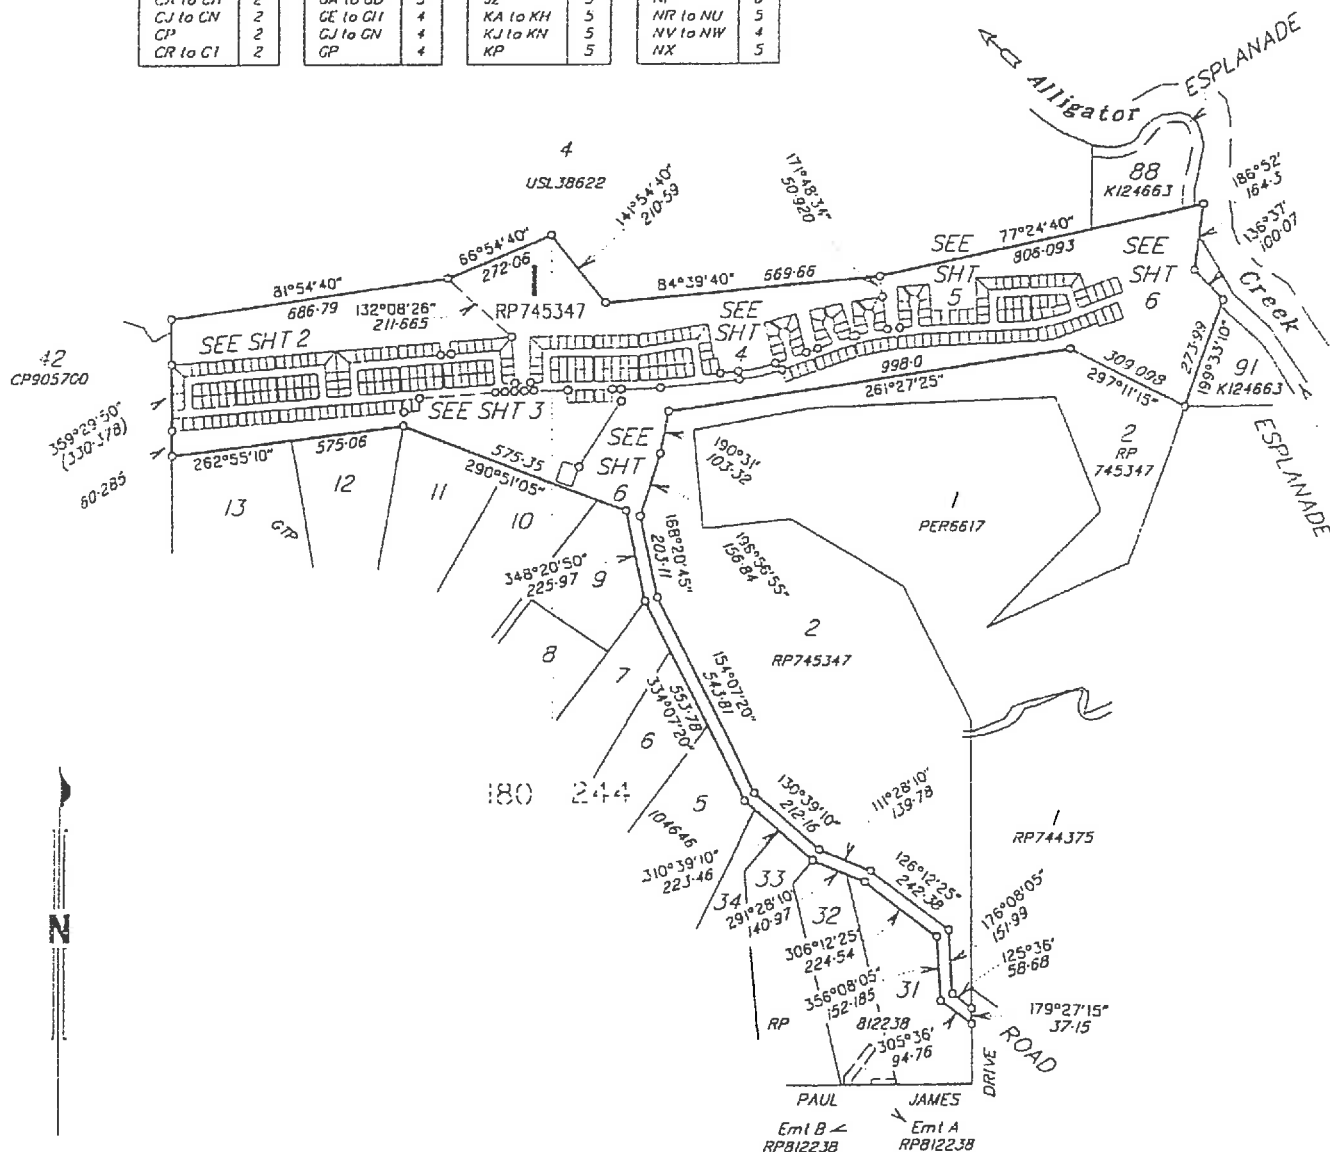 CJ to CN 2
CP 2
CR to CT 2
GE to GH 4
GJ to GN 4
GP 4
KA to KH 5
KJ to KN 5
KP 5
NR to NU 5
NV to NW 4
NX 5
Alligator
ESPLANADE
4
USL38622
141°54'40"
210·59
171°48'34"
50·920
88
K124663
186°52'
164·3
136°37'
100·07
66°54'40"
272·06
77°24'40"
806·093
SEE
SHT
5
SEE
SHT
6
81°54'40"
686·79
132°08'26"
211·665
1
RP745347
84°39'40"
669·66
SEE
SHT
4
Creek
SEE SHT 2
42
CP905700
998·0
261°27'25"
309·098
297°11'15"
273·99
199°33'10"
91
K124663
359°29'50"
(330·378)
60·285
SEE SHT 3
262°55'10"
575·06
575·35
290°51'05"
SEE
SHT
6
190°31'
103·32
2
RP
745347
ESPLANADE
13
12
11
10
GTP
1
PER6617
168°20'45"
203·11
196°56'55"
156·84
348°20'50"
225·97
9
8
7
2
RP745347
154°07'20"
543·81
553·78
334°07'20"
6
180 244
5
104646
130°39'10"
212·16
111°28'10"
139·78
1
RP744375
310°39'10"
223·46
33
34
291°28'10"
140·97
32
126°12'25"
242·38
176°08'05"
151·99
N
306°12'25"
224·54
125°36'
58·68
356°08'05"
152·185
31
179°27'15"
37·15
RP
812238
305°36'
94·76
ROAD
DRIVE
PAUL
JAMES
Emt B
RP812238
Emt A
RP812238